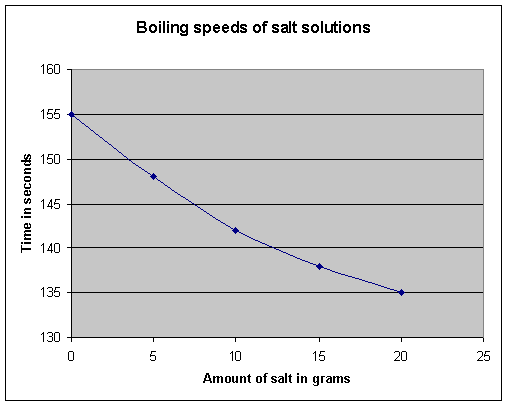 Boiling speeds of salt solutions
160
155
150
145
140
135
130
Time in seconds
0 5 10 15 20 25
Amount of salt in grams